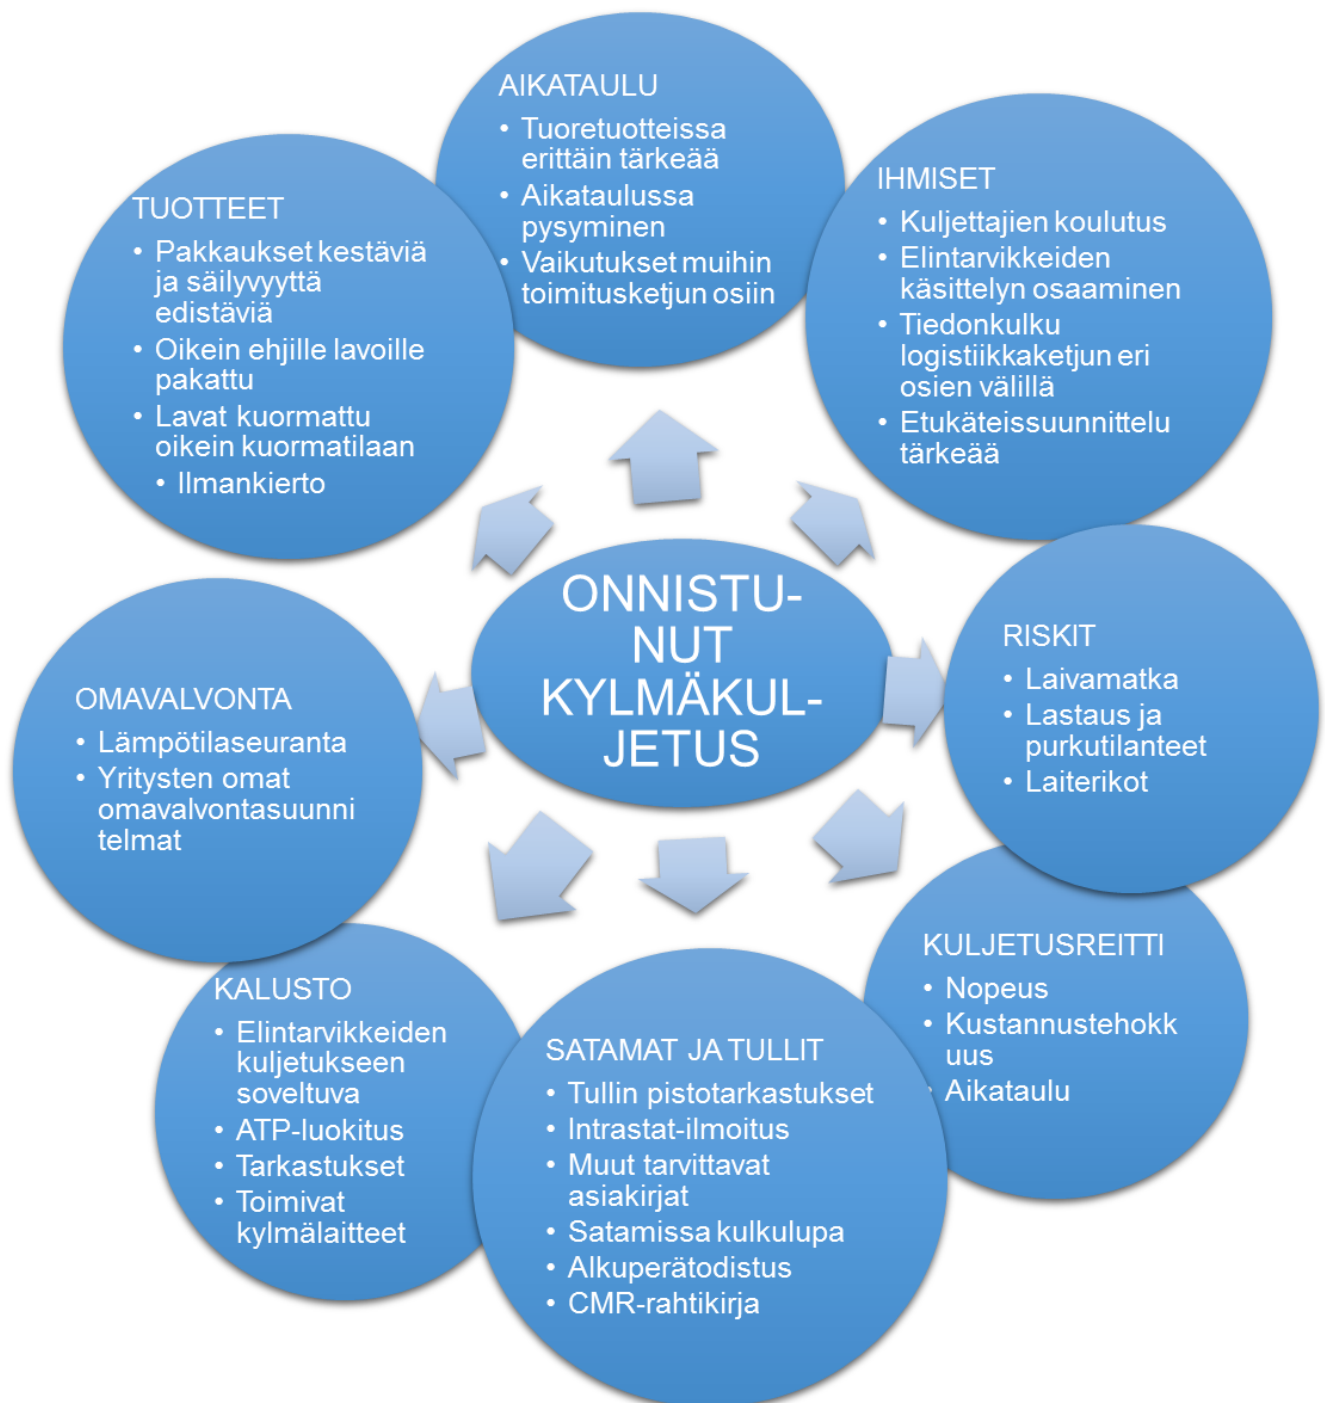 AIKATAULU
• Tuoretuotteissa
erittäin tärkeää
• Aikataulussa
pysyminen
• Vaikutukset muihin
toimitusketjun osiin
IHMISET
• Kuljettajien koulutus
• Elintarvikkeiden
käsittelyn osaaminen
• Tiedonkulku
logistiikkaketjun eri
osien välillä
• Etukäteissuunnittelu
tärkeää
TUOTTEET
• Pakkaukset kestäviä
ja säilyvyyttä
edistäviä
• Oikein ehjille lavoille
pakattu
• Lavat kuormattu
oikein kuormatilaan
• Ilmankierto
ONNISTU-
NUT
KYLMÄKUL-
JETUS
RISKIT
• Laivamatka
• Lastaus ja
purkutilanteet
• Laiterikot
OMAVALVONTA
• Lämpötilaseuranta
• Yritysten omat
omavalvontasuunni
telmat
KULJETUSREITTI
• Nopeus
• Kustannustehokk
uus
• Aikataulu
KALUSTO
• Elintarvikkeiden
kuljetukseen
soveltuva
• ATP-luokitus
• Tarkastukset
• Toimivat
kylmälaitteet
SATAMAT JA TULLIT
• Tullin pistotarkastukset
• Intrastat-ilmoitus
• Muut tarvittavat
asiakirjat
• Satamissa kulkulupa
• Alkuperätodistus
• CMR-rahtikirja